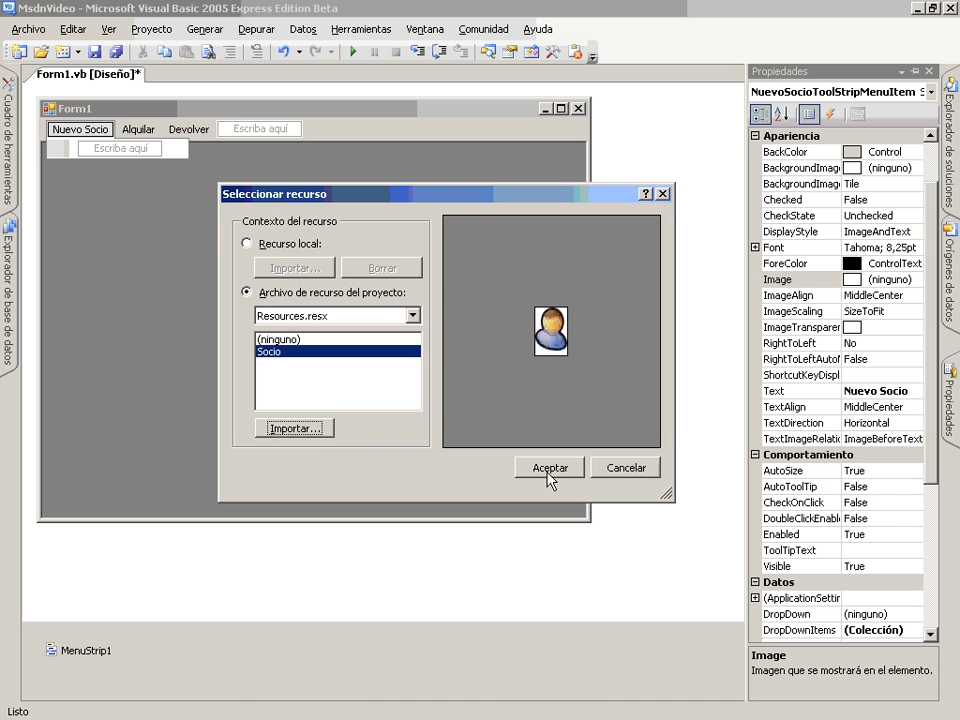 MsdnVideo - Microsoft Visual Basic 2005 Express Edition Beta
Archivo Editar Ver Proyecto Generar Depurar Datos Herramientas Ventana Comunidad Ayuda
Form1.vb [Diseño]*
Cuadro de herramientas
Explorador de base de datos
Form1
Nuevo Socio Alquilar Devolver Escriba aquí
Escriba aquí
Seleccionar recurso
Contexto del recurso
Recurso local:
Importar... Borrar
Archivo de recurso del proyecto:
Resources.resx
(ninguno)
Socio
Importar...
Aceptar Cancelar
MenuStrip1
Propiedades
NuevoSocioToolStripMenuItem S
Apariencia
BackColor Control
BackgroundImag (ninguno)
BackgroundImag Tile
Checked False
CheckState Unchecked
DisplayStyle ImageAndText
Font Tahoma; 8,25pt
ForeColor ControlText
Image (ninguno)
ImageAlign MiddleCenter
ImageScaling SizeToFit
ImageTransparer
RightToLeft No
RightToLeftAutoM False
ShortcutKeyDispl
Text Nuevo Socio
TextAlign MiddleCenter
TextDirection Horizontal
TextImageRelatic ImageBeforeText
Comportamiento
AutoSize True
AutoToolTip False
CheckOnClick False
DoubleClickEnabl False
Enabled True
ToolTipText
Visible True
Datos
(ApplicationSettir
DropDown (ninguno)
DropDownItems (Colección)
Image
Imagen que se mostrará en el elemento.
Explorador de soluciones
Orígenes de datos
Propiedades
Listo